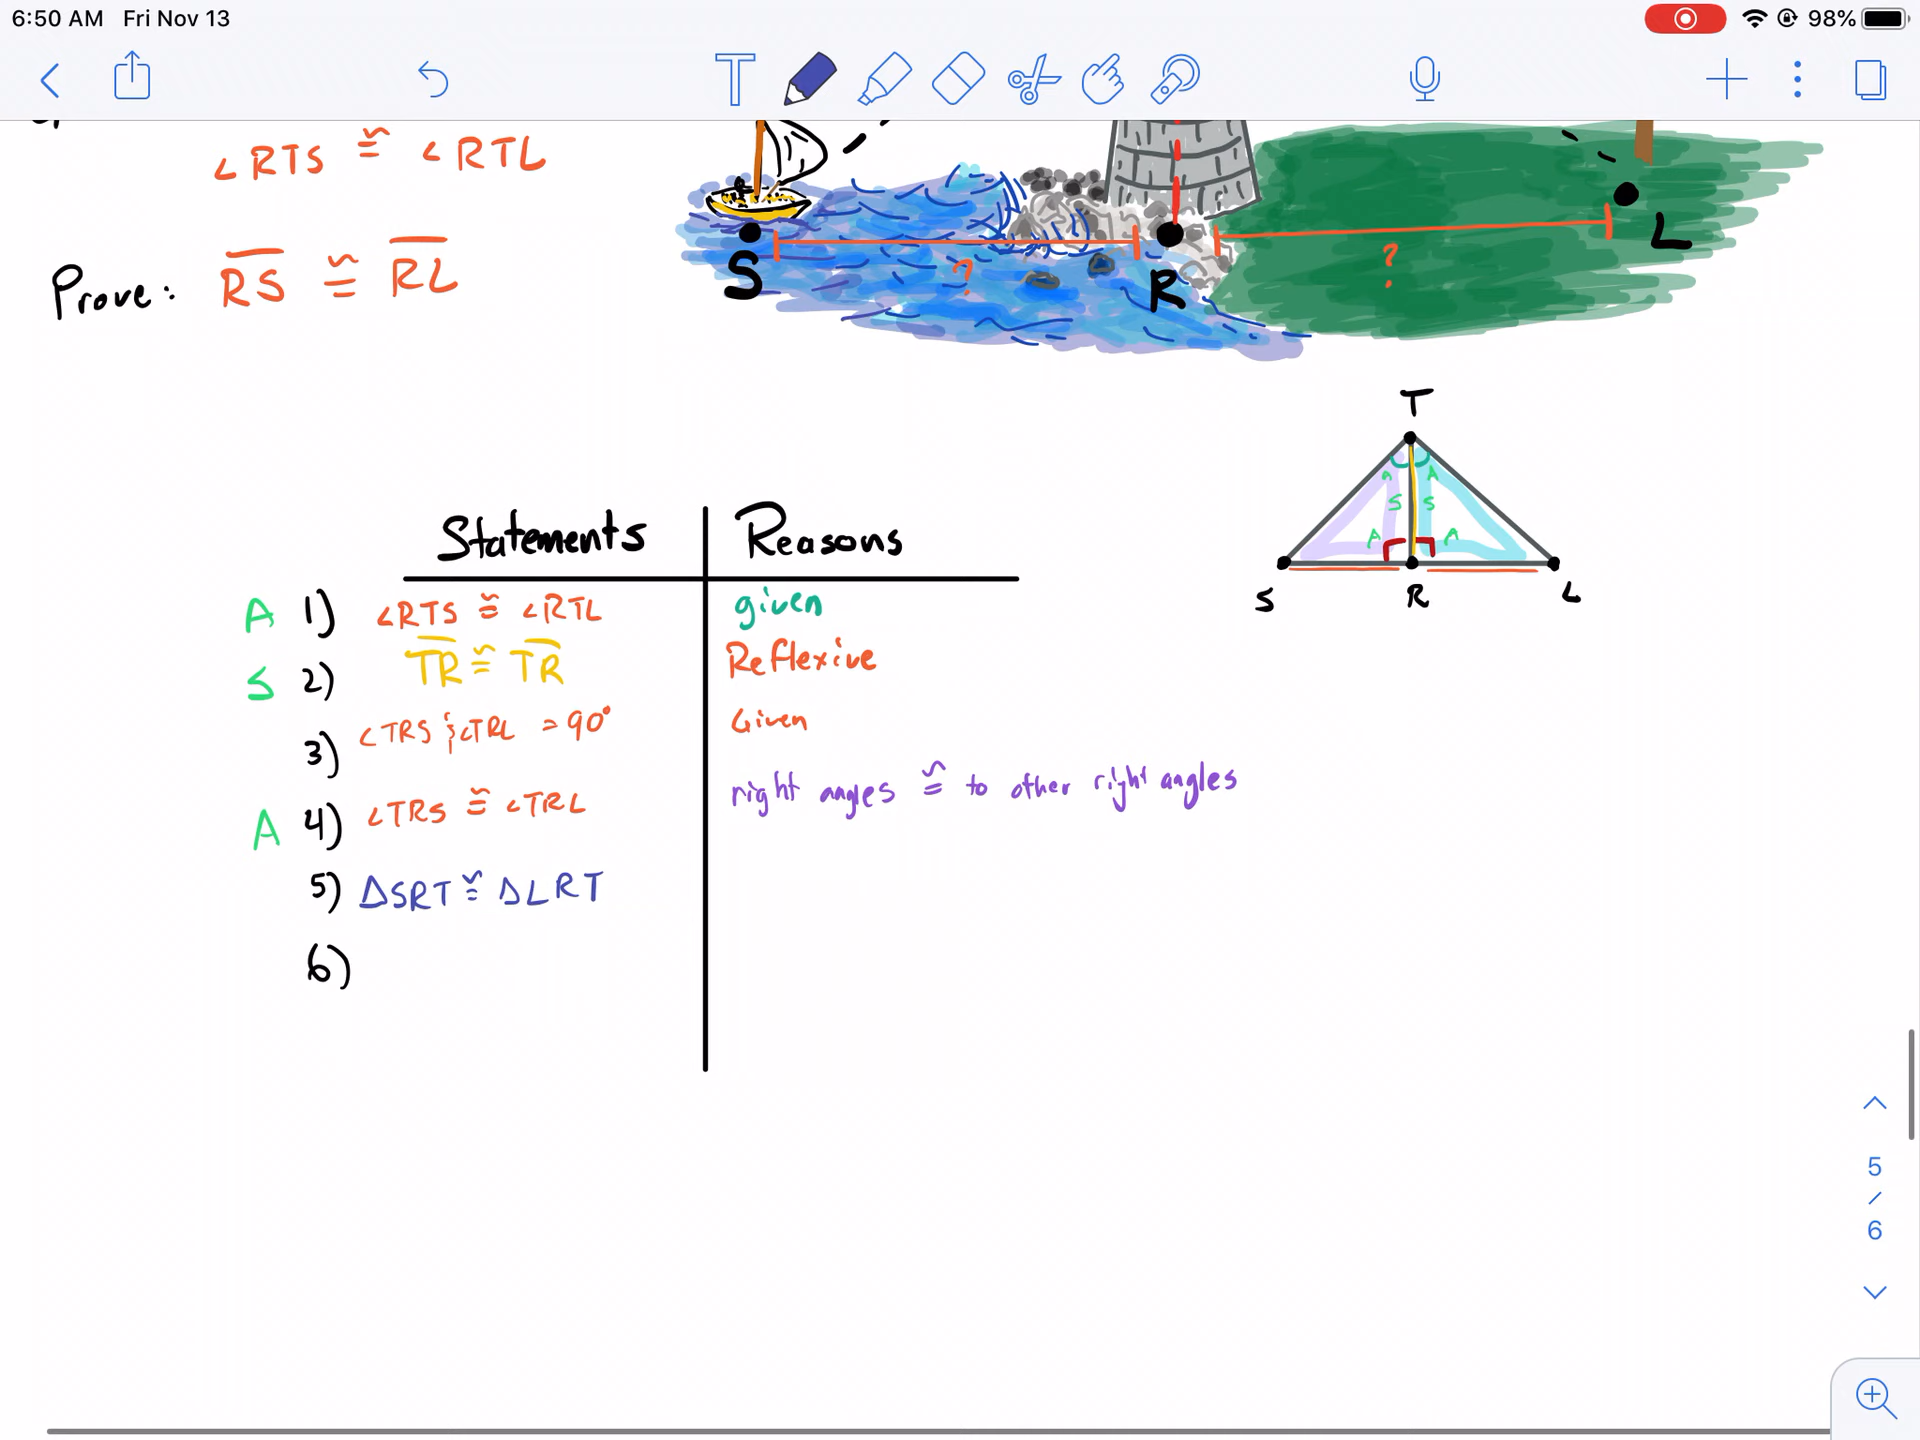 6:50 AM Fri Nov 13
98%
T
∠RTS ≅ ∠RTL
Prove: RS ≅ RL
S
?
R
?
L
T
A A
S S
A A
S R L
Statements Reasons
A 1) ∠RTS ≅ ∠RTL given
S 2) TR ≅ TR Reflexive
3) ∠TRS & ∠TRL = 90° Given
A 4) ∠TRS ≅ ∠TRL right angles ≅ to other right angles
5) ΔSRT ≅ ΔLRT
6)
5
/
6